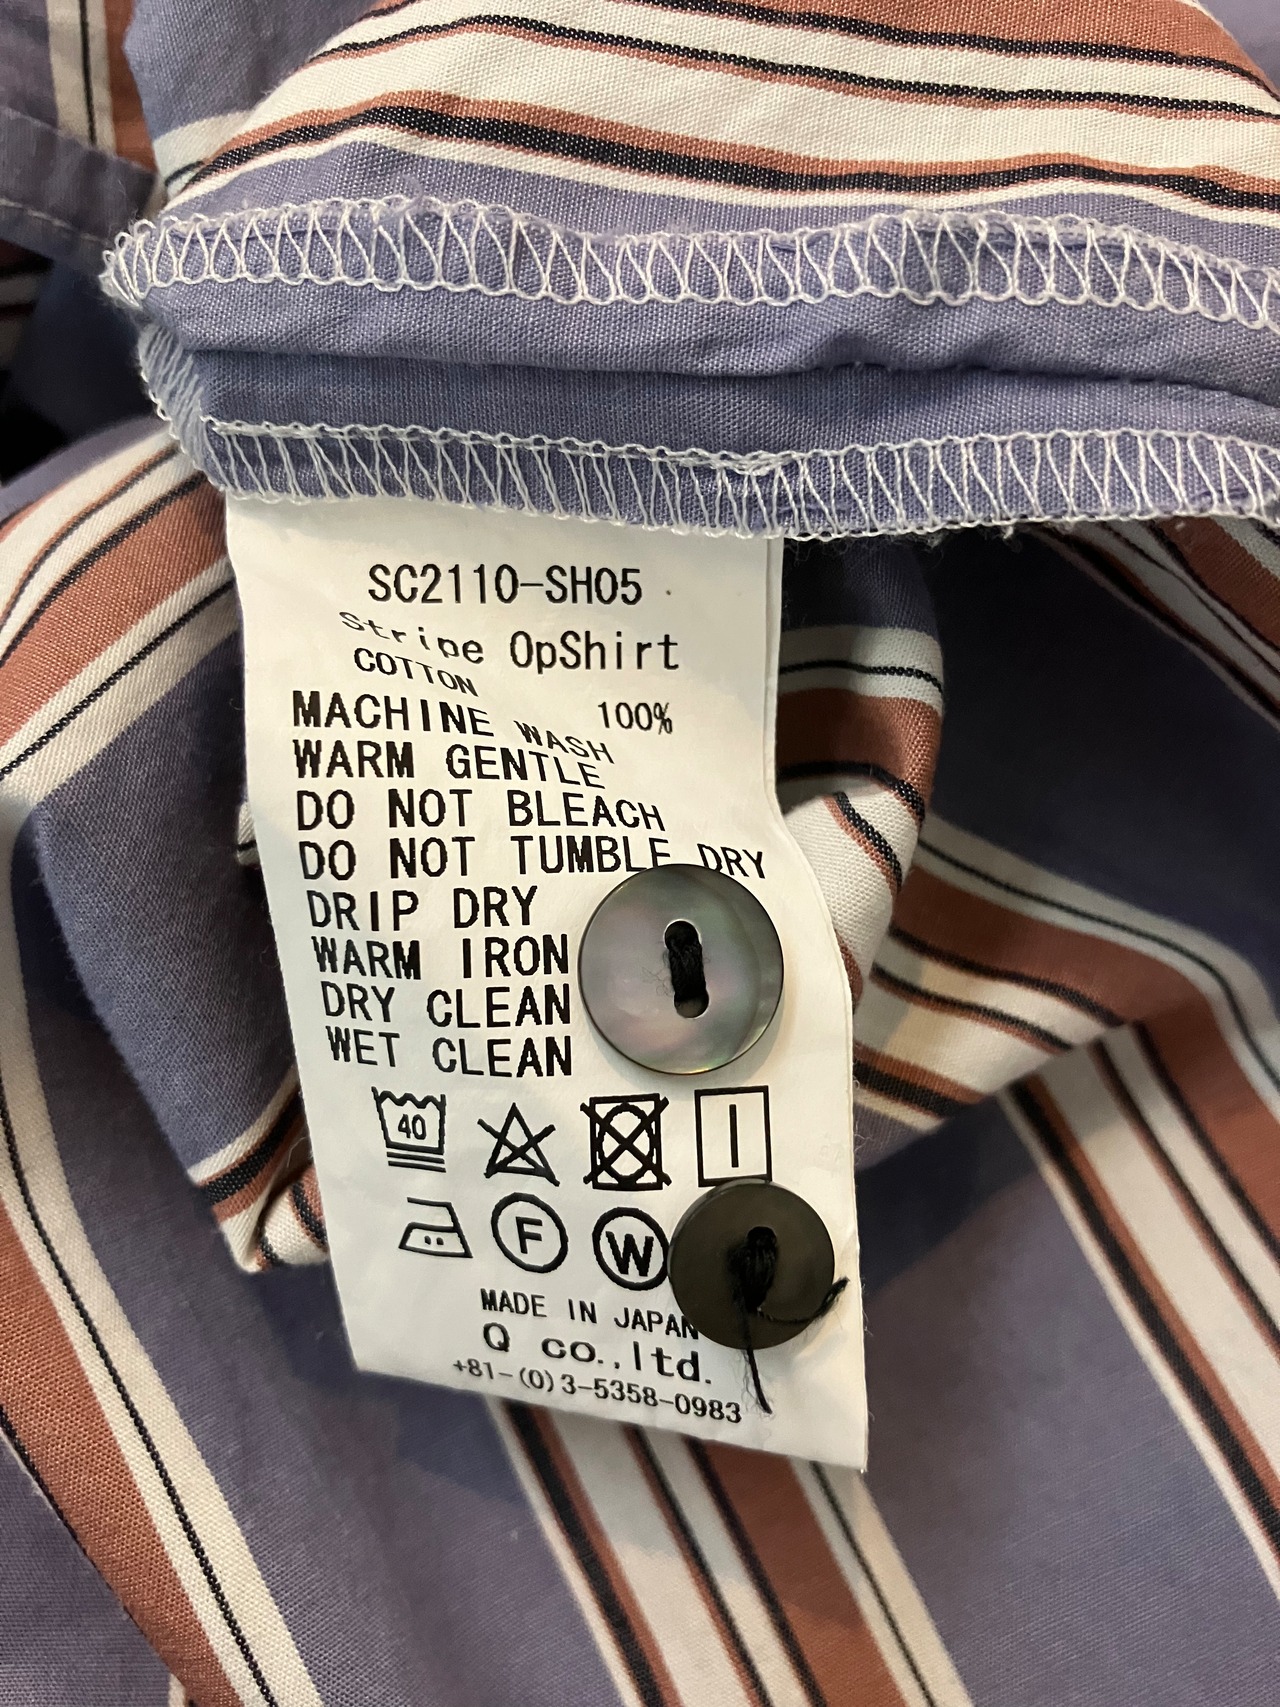 SC2110-SH05
Stripe OpShirt
COTTON 100%
MACHINE WASH
WARM GENTLE
DO NOT BLEACH
DO NOT TUMBLE DRY
DRIP DRY
WARM IRON
DRY CLEAN
WET CLEAN
40
F
W
MADE IN JAPAN
Q co.,ltd.
+81-(0)3-5358-0983